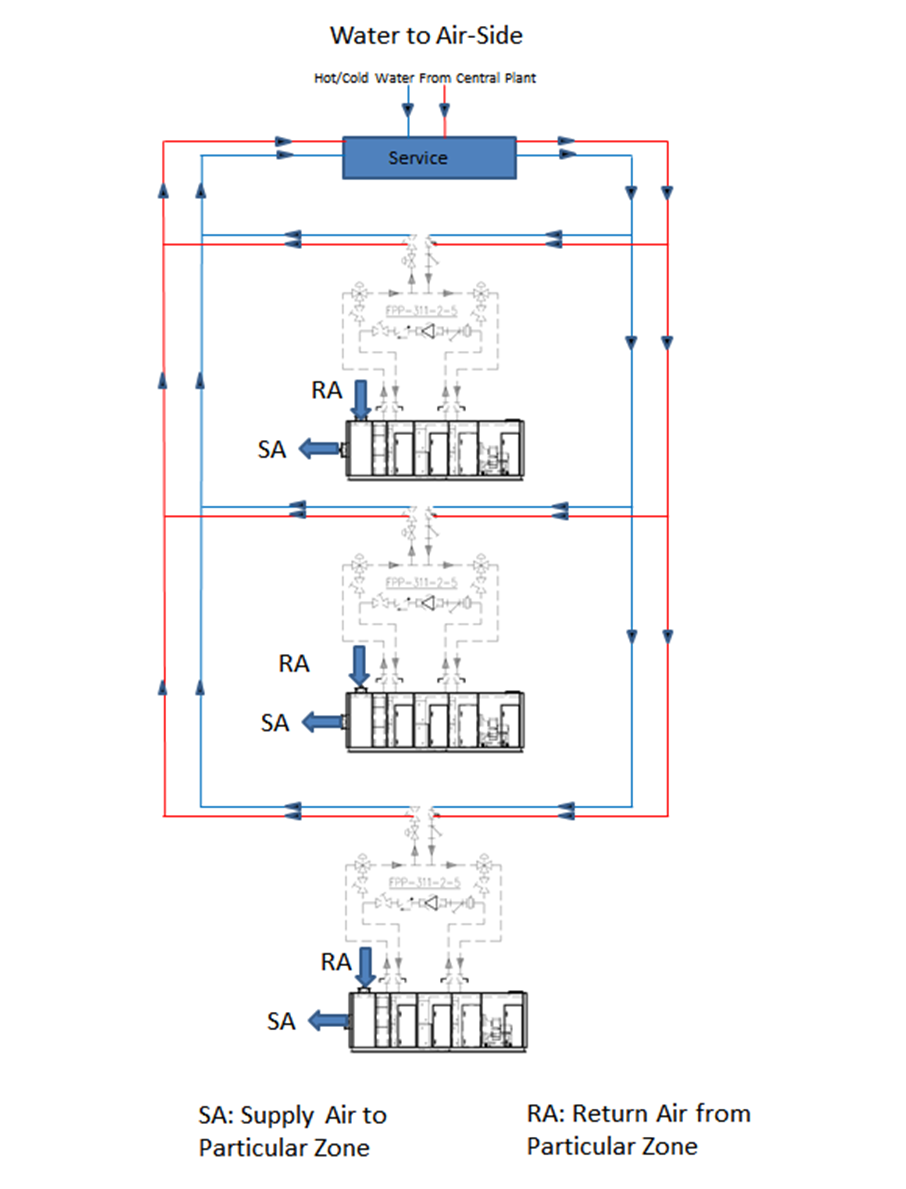 Water to Air-Side
Hot/Cold Water From Central Plant
Service
FPP-311-2-5
RA
SA
FPP-311-2-5
RA
SA
FPP-311-2-5
RA
SA
SA: Supply Air to
Particular Zone
RA: Return Air from
Particular Zone